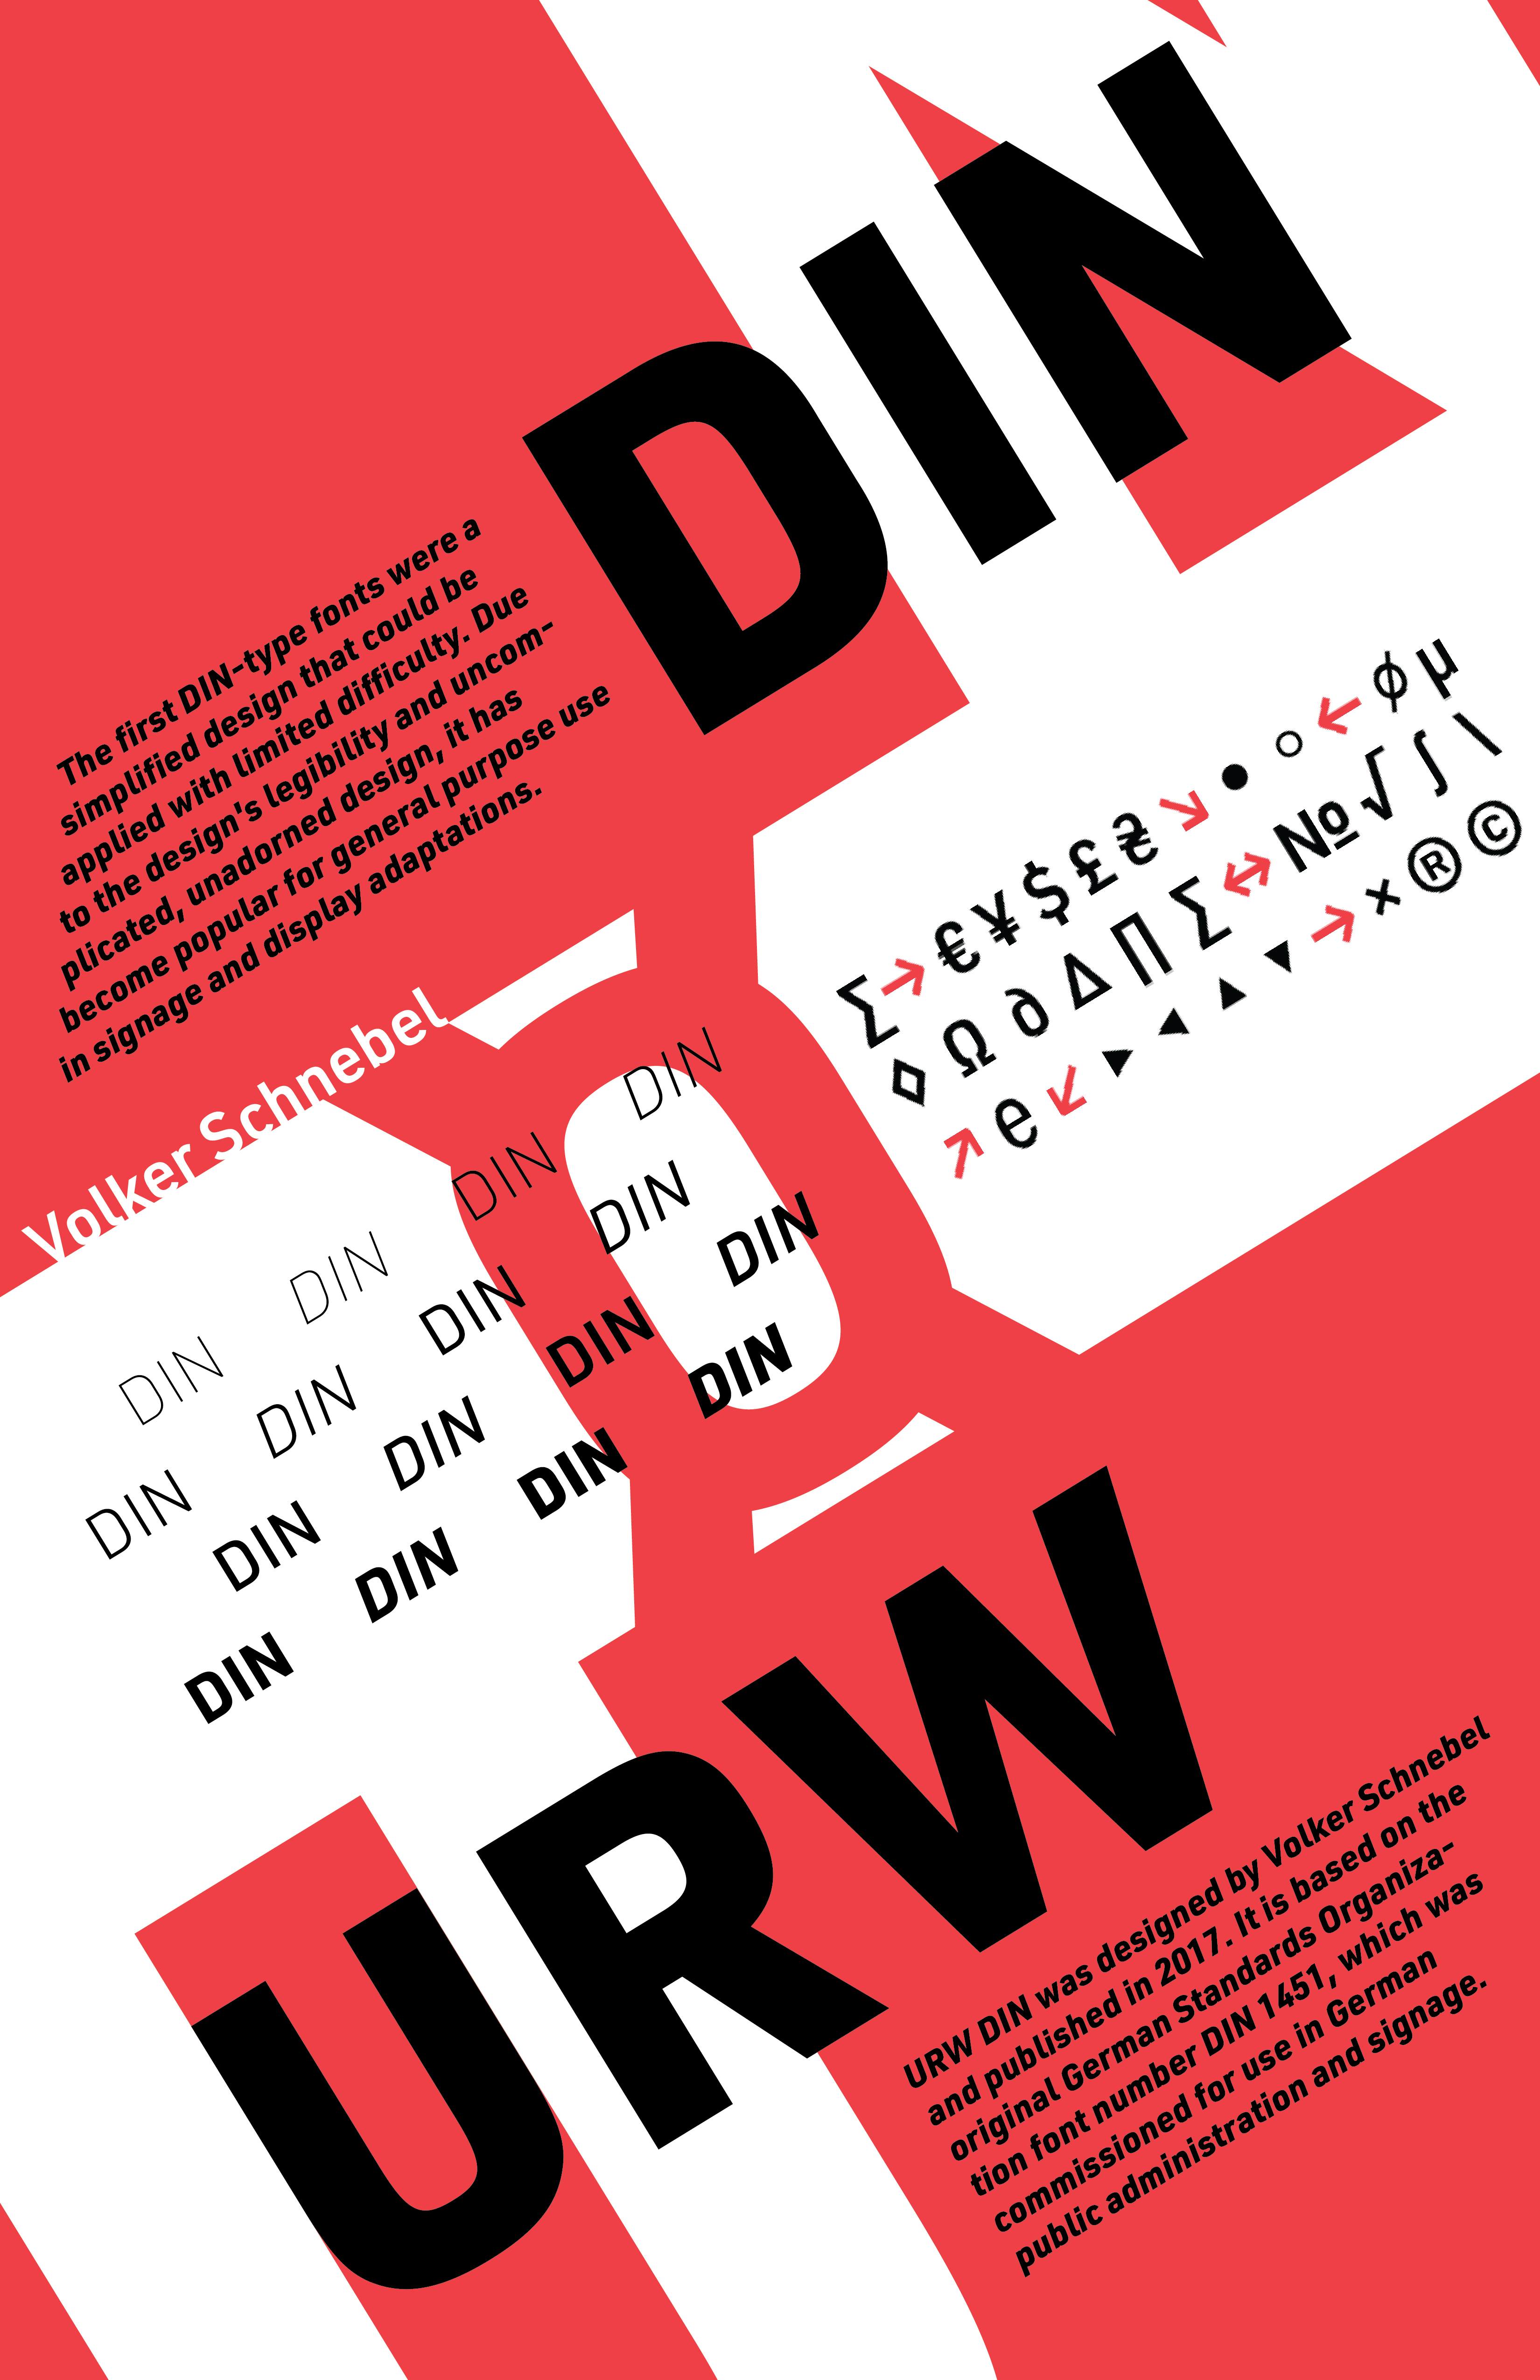 DIN
The first DIN-type fonts were a
simplified design that could be
applied with limited difficulty. Due
to the design's legibility and uncom-
plicated, unadorned design, it has
become popular for general purpose use
in signage and display adaptations.
Volker Schnebel
∑ → € ¥ $ £ ₴ ↘ • ◦ ← ϕ µ
◊ Ω ∂ ∆ ∏ ∑ ↔ № √ ∫ \
↗ e ↙ ▼ ▲ ▶ ◀ → × ® ©
DIN DIN DIN DIN
DIN DIN DIN DIN
DIN DIN DIN DIN
DIN DIN DIN DIN
URW
URW DIN was designed by Volker Schnebel
and published in 2017. It is based on the
original German Standards Organiza-
tion font number DIN 1451, which was
commissioned for use in German
public administration and signage.